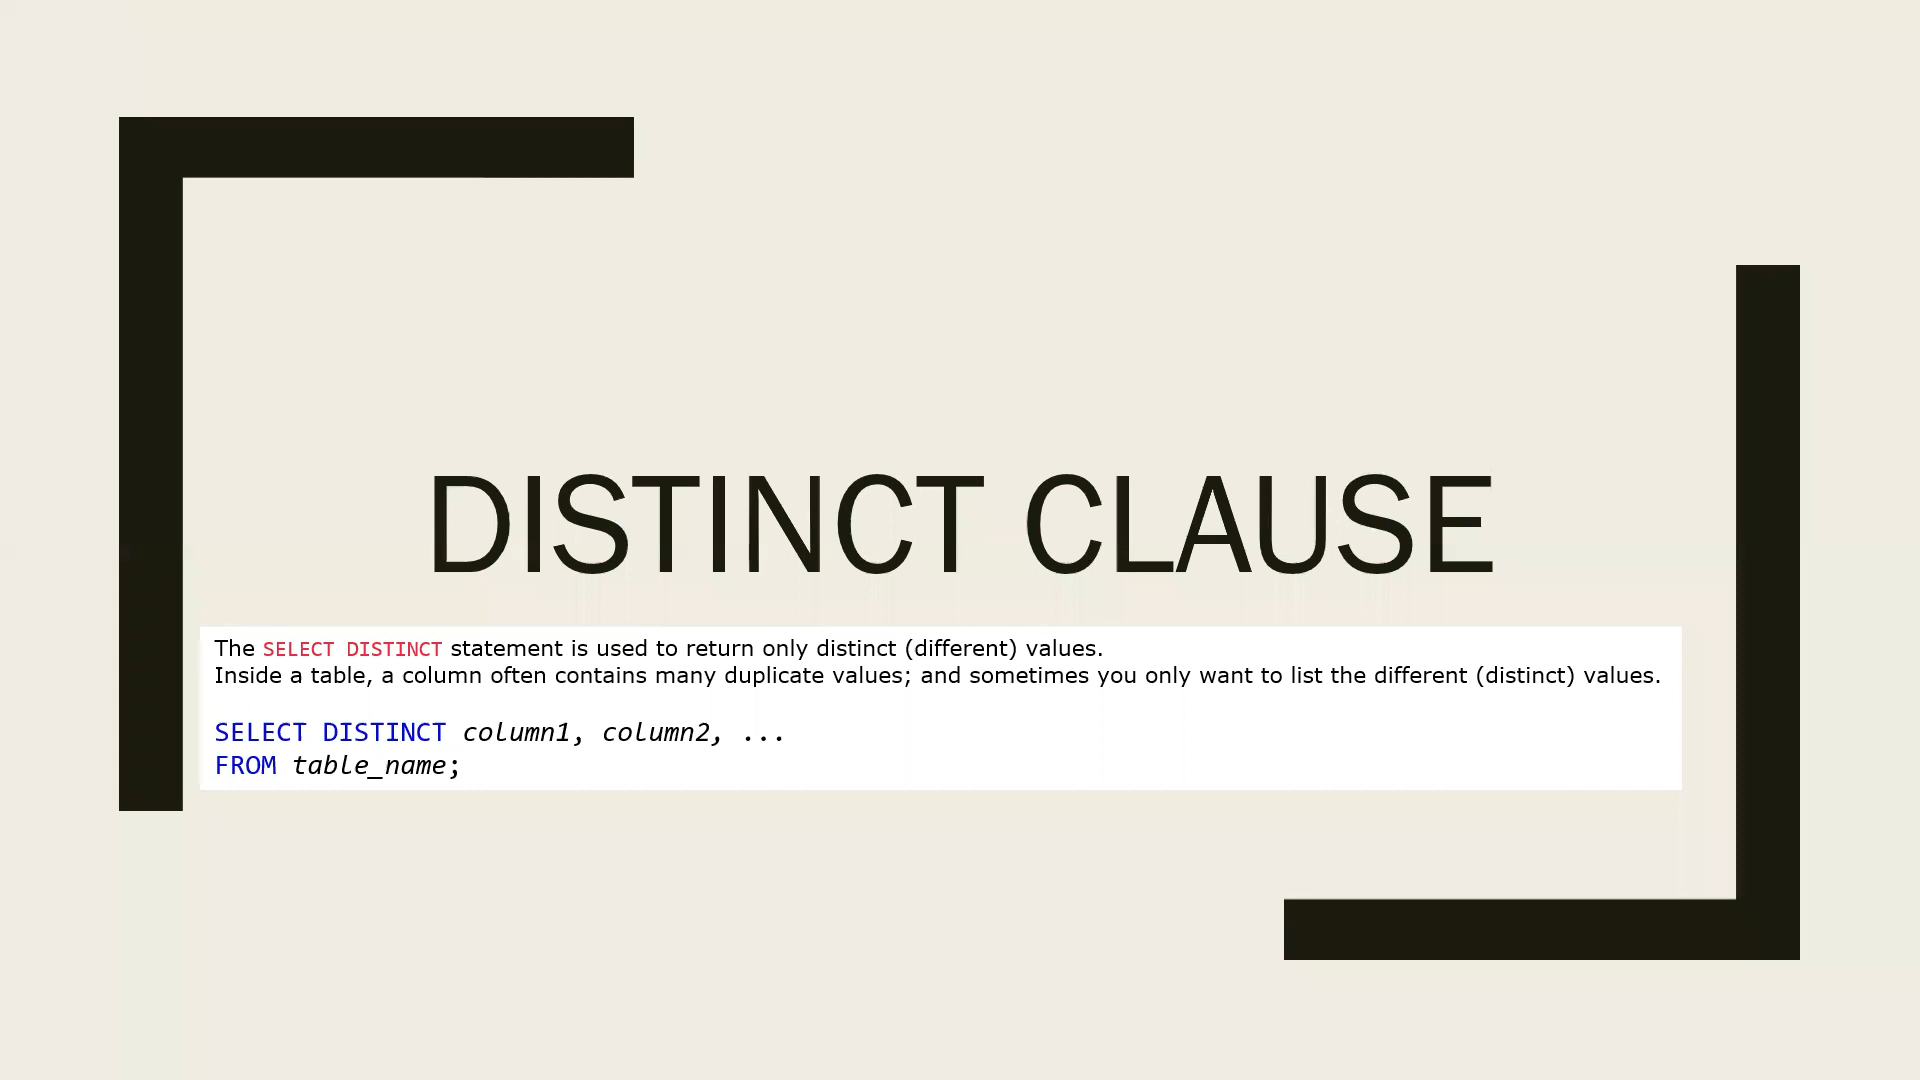 DISTINCT CLAUSE
The SELECT DISTINCT statement is used to return only distinct (different) values.
Inside a table, a column often contains many duplicate values; and sometimes you only want to list the different (distinct) values.
SELECT DISTINCT column1, column2, ...
FROM table_name;